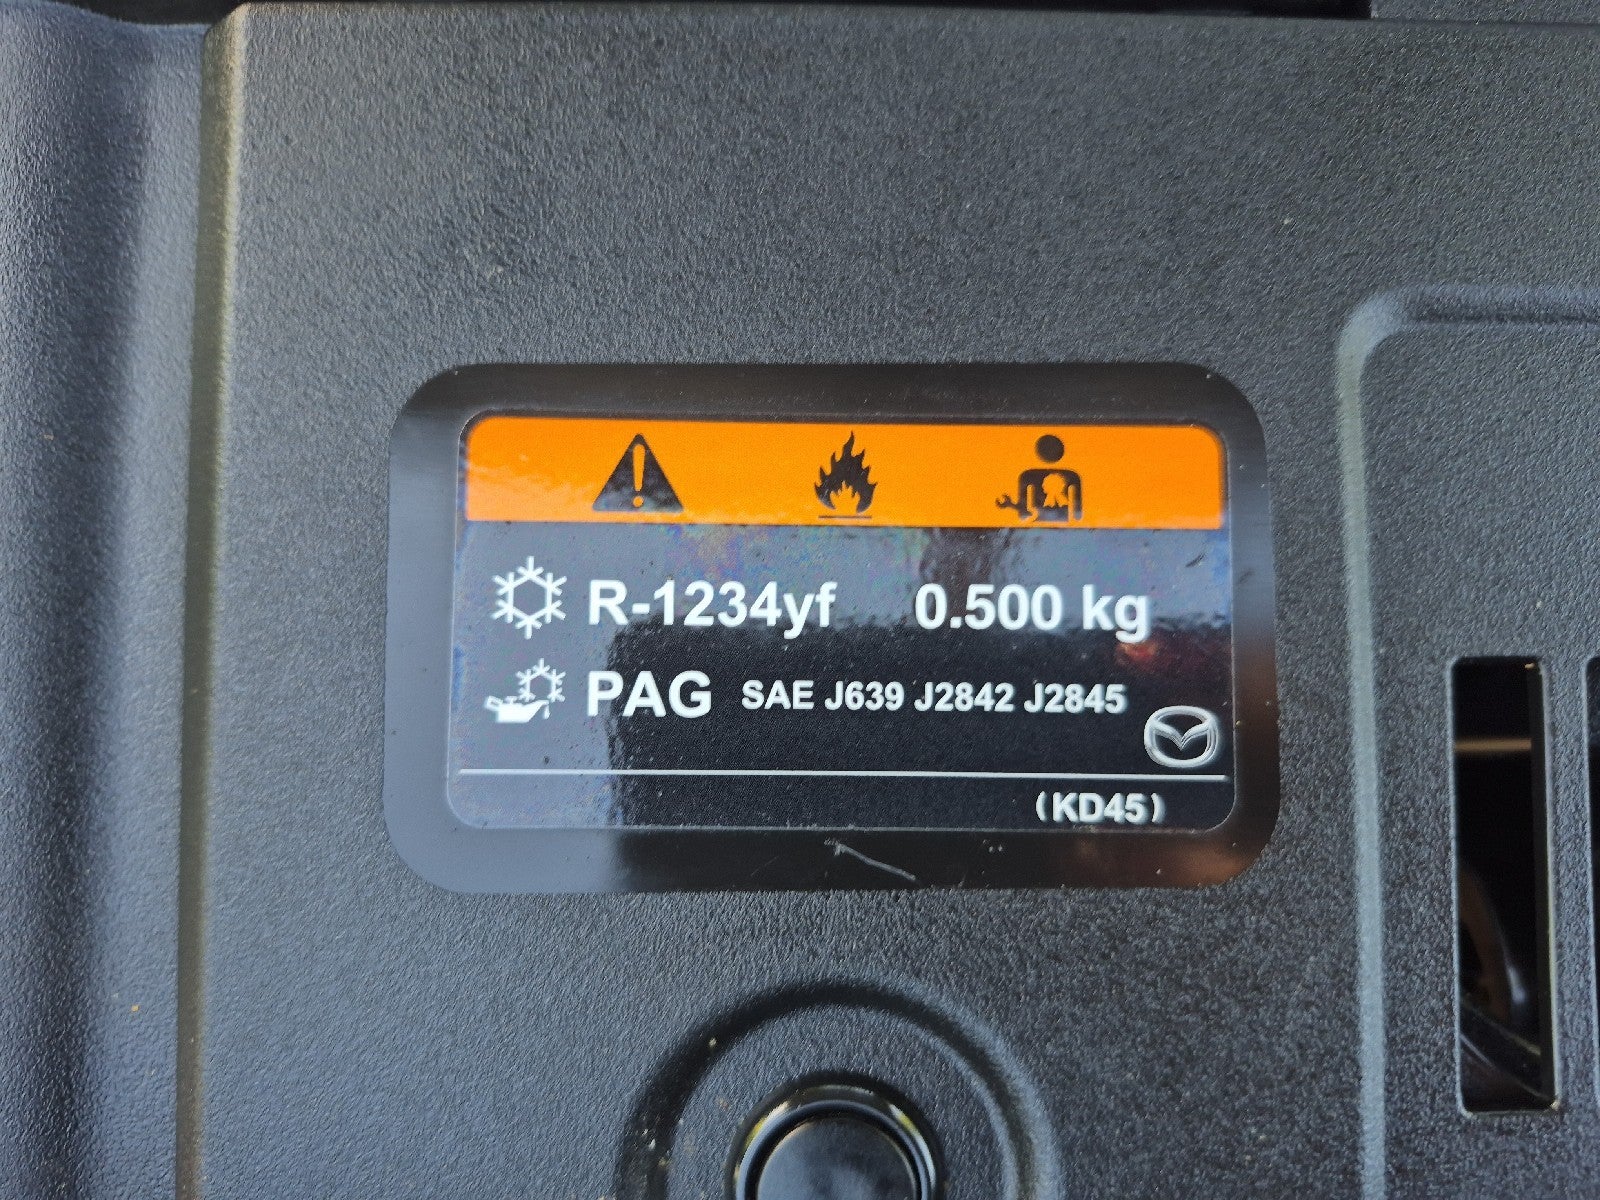 R-1234yf 0.500 kg
PAG SAE J639 J2842 J2845
(KD45)